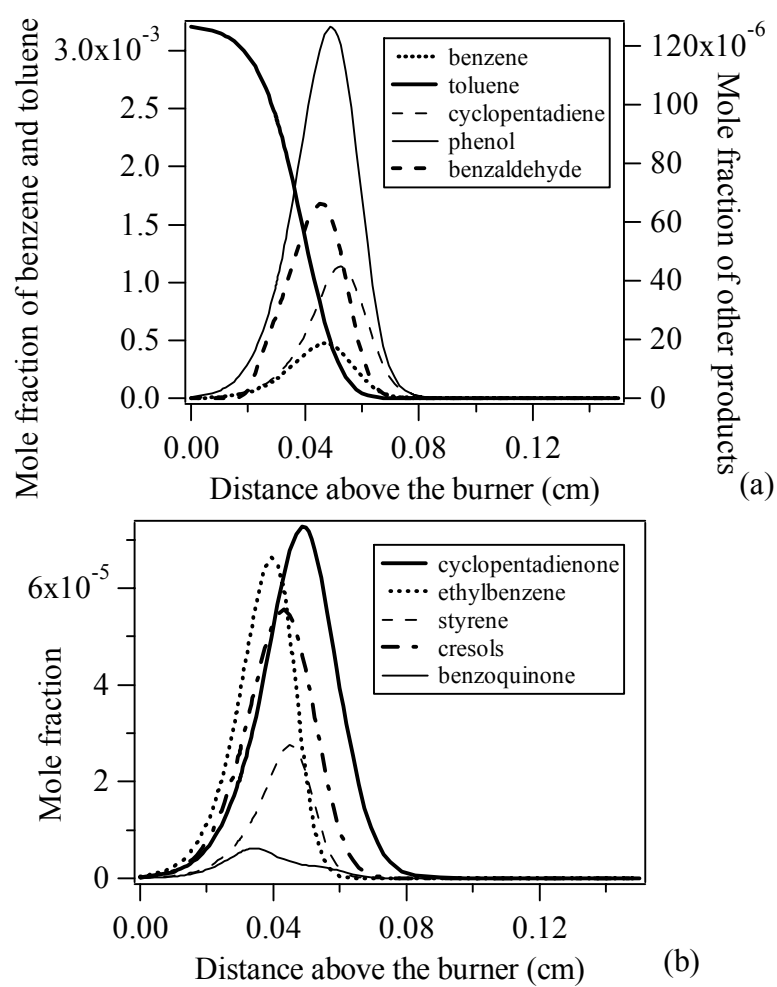 Mole fraction of benzene and toluene
3.0x10-3
2.5
2.0
1.5
1.0
0.5
0.0
benzene
toluene
cyclopentadiene
phenol
benzaldehyde
120x10-6
100
80
60
40
20
0
Mole fraction of other products
0.00
0.04
0.08
0.12
Distance above the burner (cm)
(a)
Mole fraction
6x10-5
4
2
0
cyclopentadienone
ethylbenzene
styrene
cresols
benzoquinone
0.00
0.04
0.08
0.12
Distance above the burner (cm)
(b)